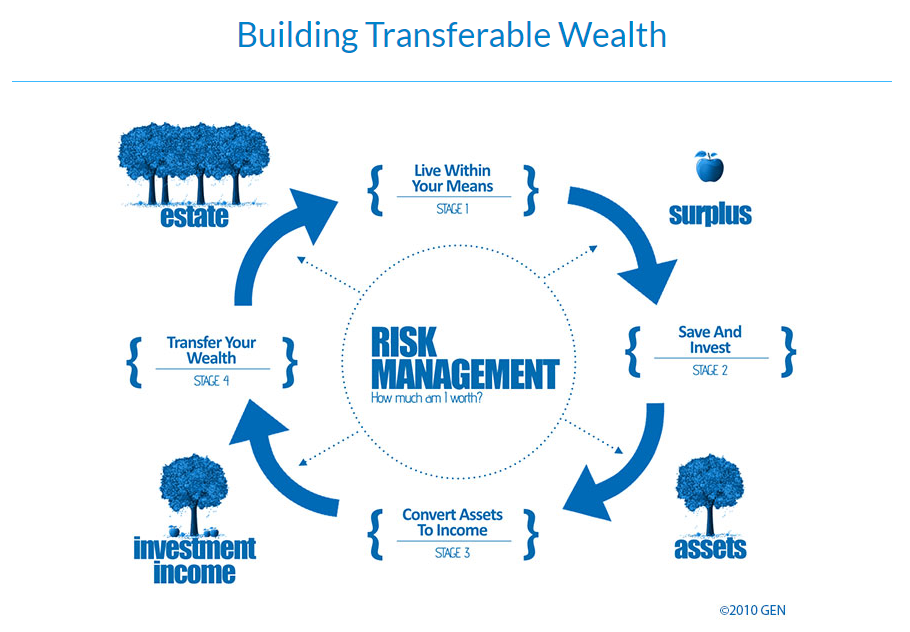 Building Transferable Wealth
estate
Live Within
Your Means
STAGE 1
surplus
Transfer Your
Wealth
STAGE 4
RISK
MANAGEMENT
How much am I worth?
Save And
Invest
STAGE 2
investment
income
Convert Assets
To Income
STAGE 3
assets
©2010 GEN